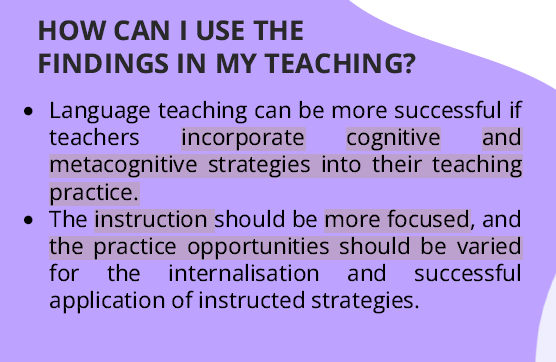 HOW CAN I USE THE
FINDINGS IN MY TEACHING?
• Language teaching can be more successful if
teachers incorporate cognitive and
metacognitive strategies into their teaching
practice.
• The instruction should be more focused, and
the practice opportunities should be varied
for the internalisation and successful
application of instructed strategies.